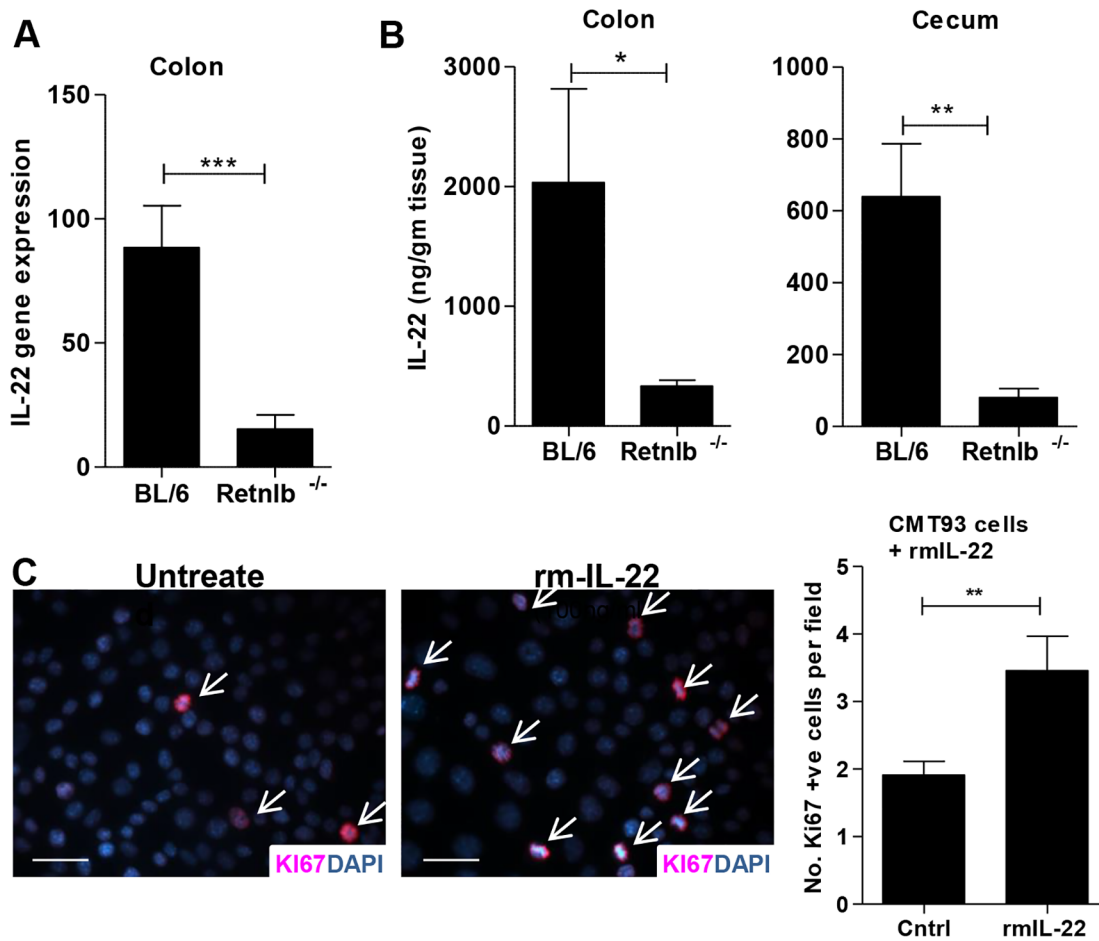 A
Colon
150
100
50
0
IL-22 gene expression
***
BL/6
Retnlb -/-
B
Colon
3000
2000
1000
0
IL-22 (ng/gm tissue)
*
BL/6
Retnlb -/-
Cecum
1000
800
600
400
200
0
**
BL/6
Retnlb -/-
C
Untreate
d
KI67DAPI
rm-IL-22
KI67DAPI
CMT93 cells
+ rmIL-22
5
4
3
2
1
0
No. Ki67 +ve cells per field
**
Cntrl
rmIL-22